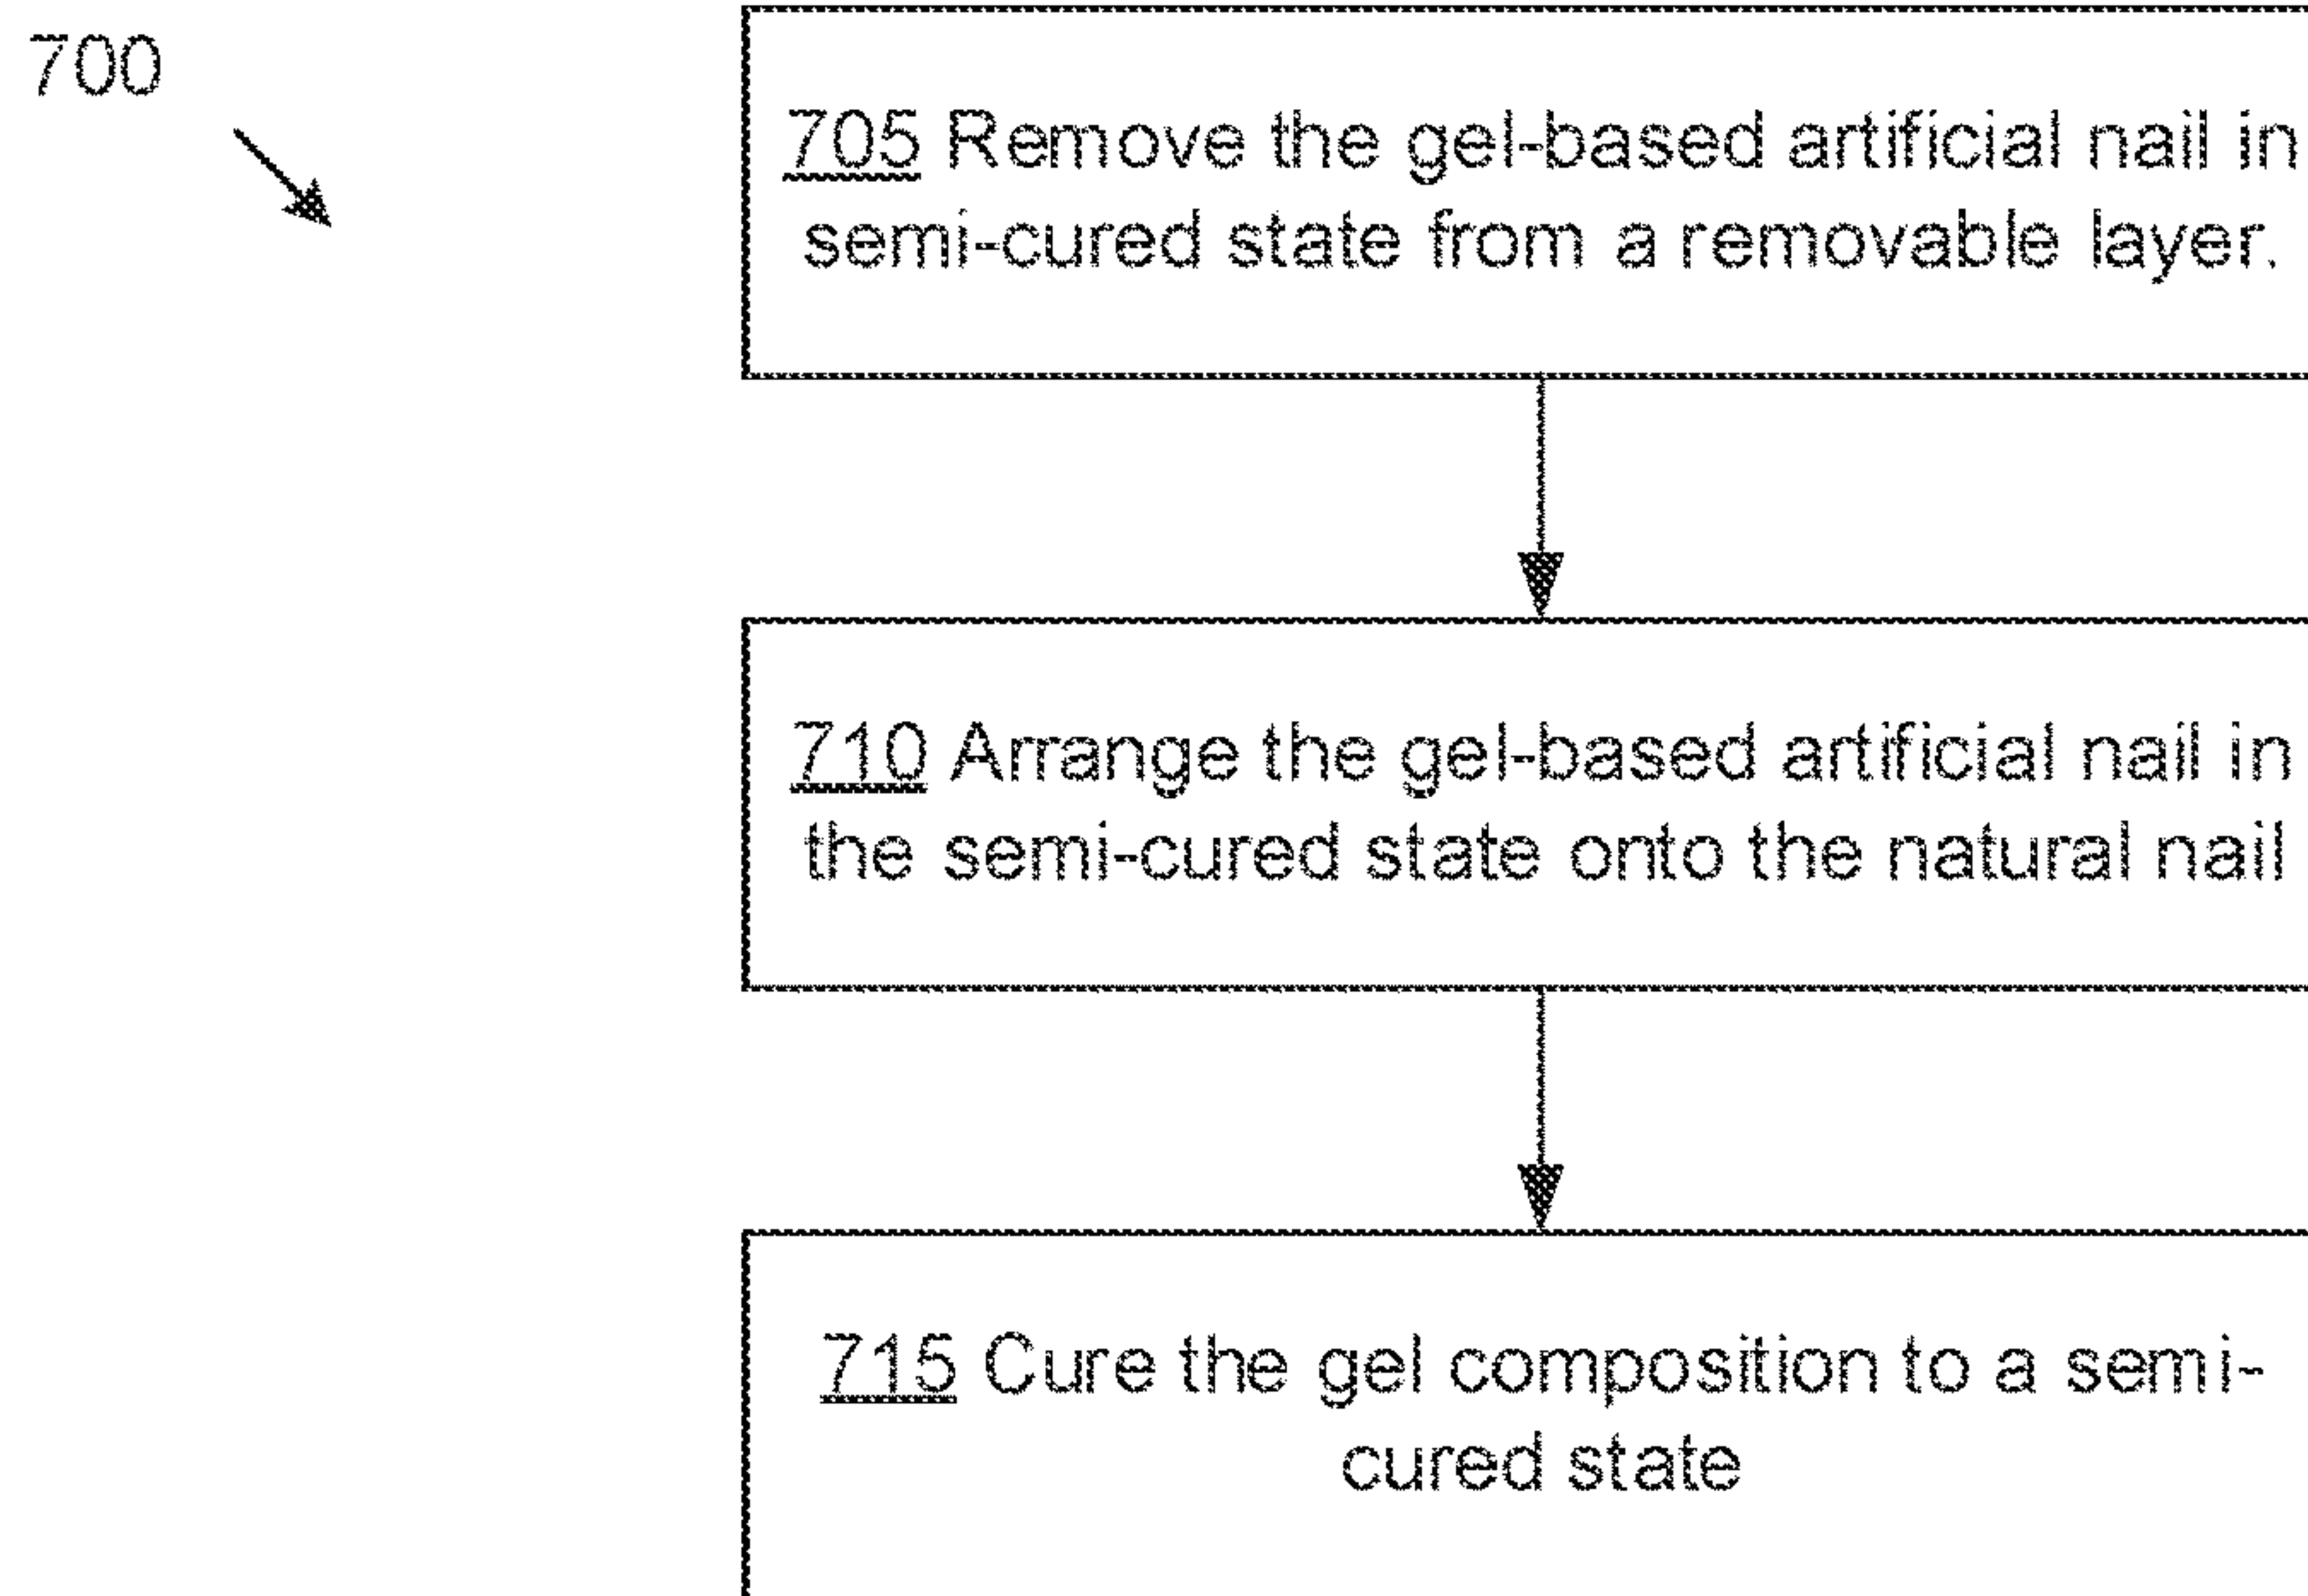 700
705 Remove the gel-based artificial nail in
semi-cured state from a removable layer.
710 Arrange the gel-based artificial nail in
the semi-cured state onto the natural nail
715 Cure the gel composition to a semi-
cured state